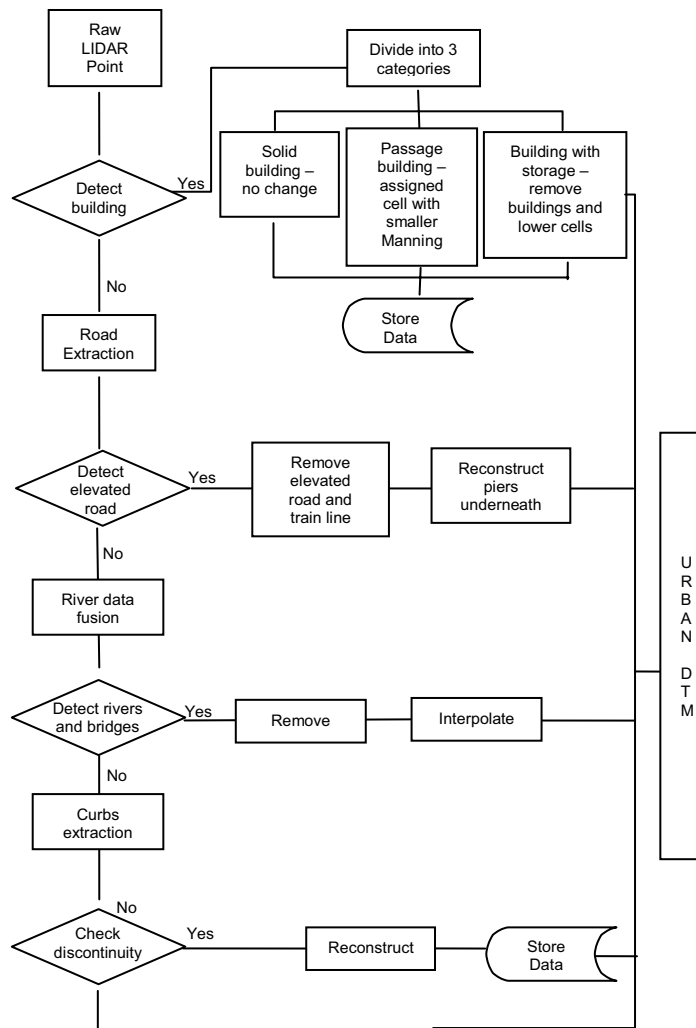 Raw
LIDAR
Point
Divide into 3
categories
Detect
building
Yes
Solid
building –
no change
Passage
building –
assigned
cell with
smaller
Manning
Building with
storage –
remove
buildings and
lower cells
No
Store
Data
Road
Extraction
Detect
elevated
road
Yes
Remove
elevated
road and
train line
Reconstruct
piers
underneath
No
River data
fusion
Detect rivers
and bridges
Yes
Remove
Interpolate
No
Curbs
extraction
No
Check
discontinuity
Yes
Reconstruct
Store
Data
URBAN DTM